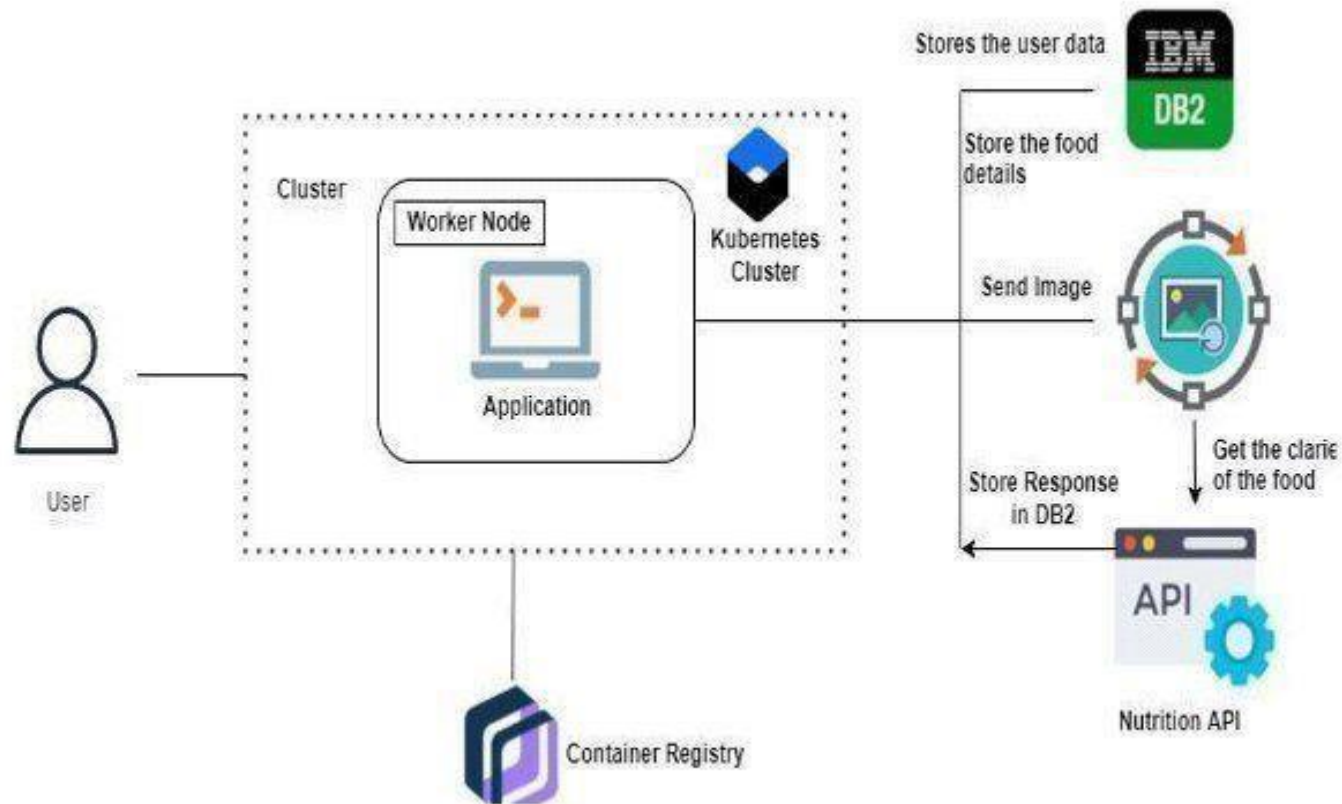 Stores the user data
IBM
DB2
Store the food
details
Cluster
Worker Node
Kubernetes
Cluster
Application
Send Image
User
Get the clarie
of the food
Store Response
in DB2
API
Nutrition API
Container Registry